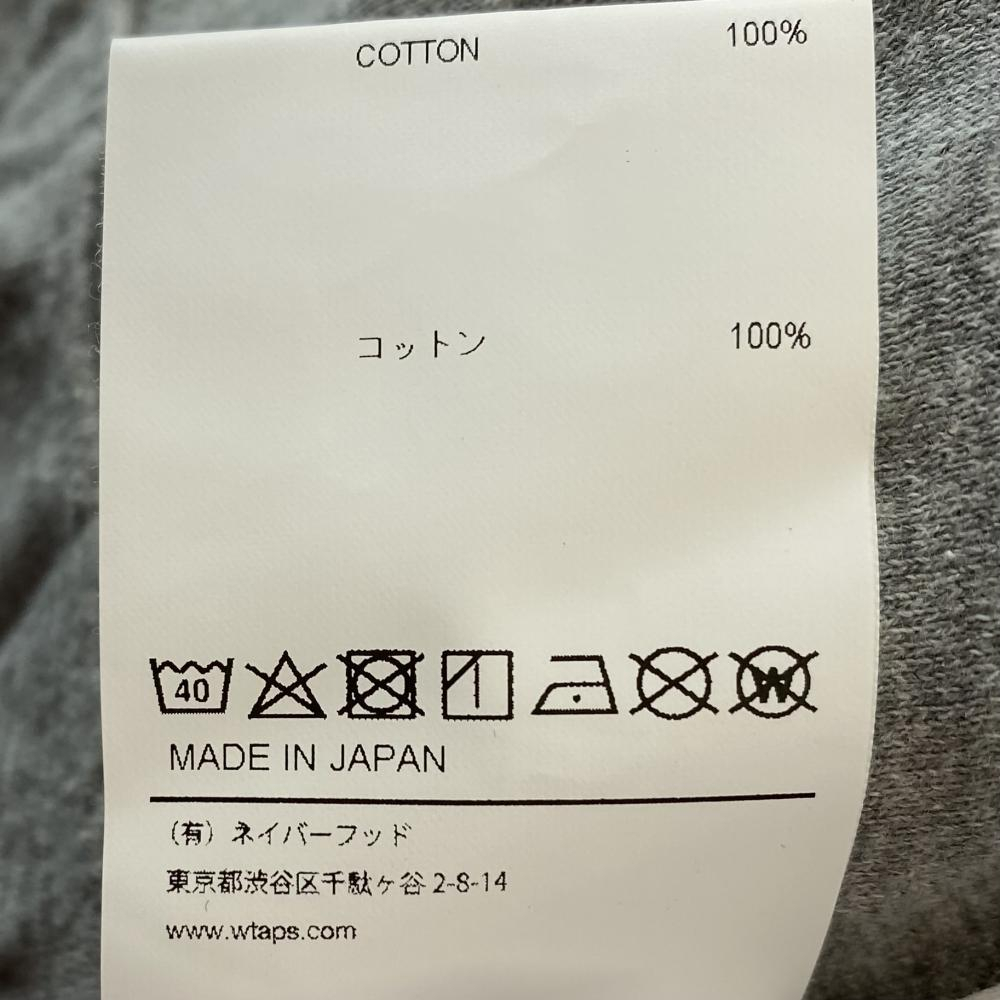 COTTON 100%
コットン 100%
40 W
MADE IN JAPAN
(有) ネイバーフッド
東京都渋谷区千駄ヶ谷 2-8-14
www.wtaps.com